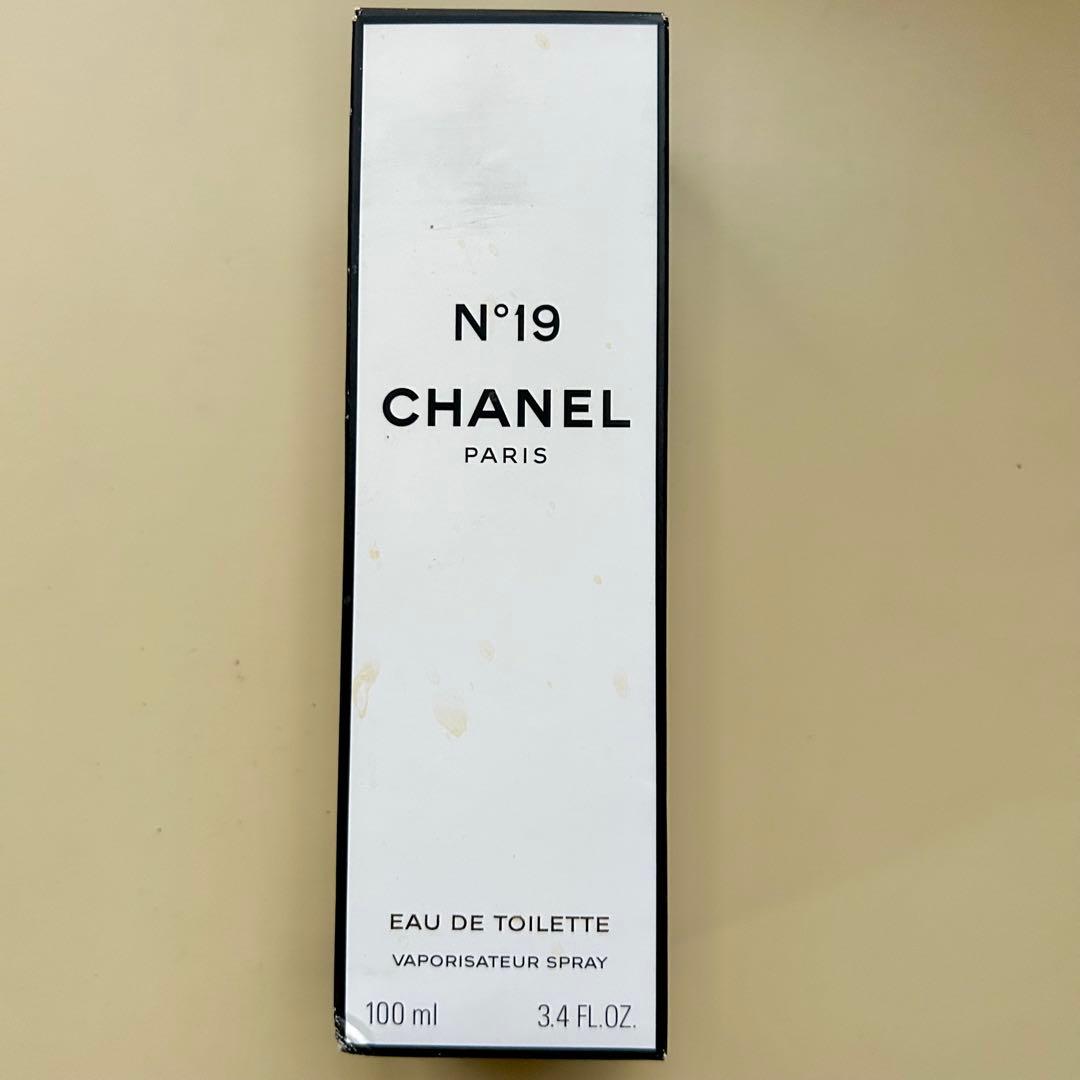 N°19
CHANEL
PARIS
EAU DE TOILETTE
VAPORISATEUR SPRAY
100 ml 3.4 FL.OZ.